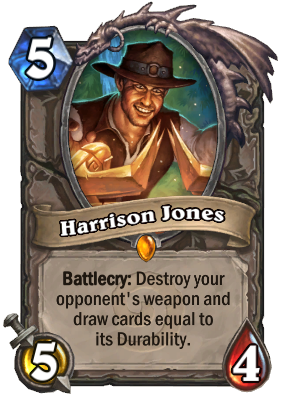 5
Harrison Jones
Battlecry: Destroy your
opponent's weapon and
draw cards equal to
its Durability.
5
4